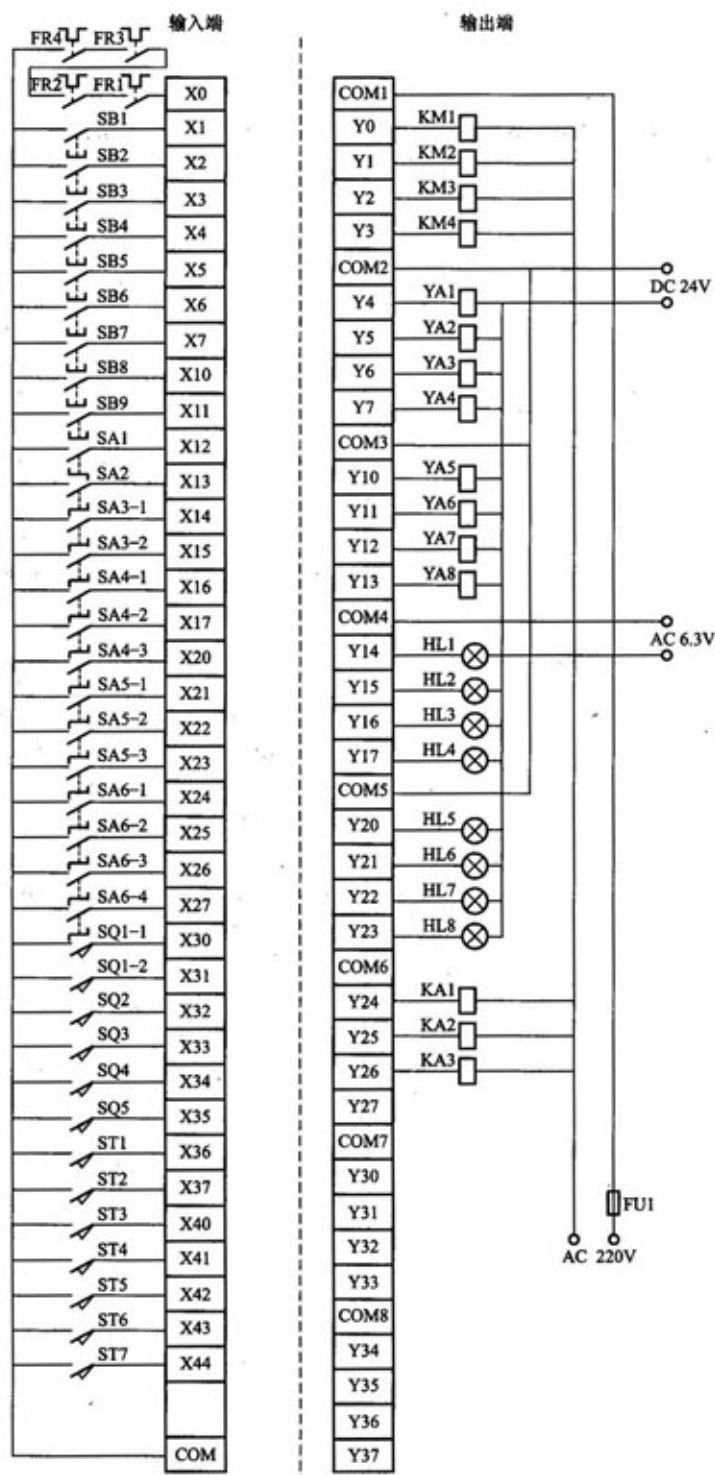 输入端
输出端
FR4 FR3
FR2 FR1 X0
SB1 X1
SB2 X2
SB3 X3
SB4 X4
SB5 X5
SB6 X6
SB7 X7
SB8 X10
SB9 X11
SA1 X12
SA2 X13
SA3-1 X14
SA3-2 X15
SA4-1 X16
SA4-2 X17
SA4-3 X20
SA5-1 X21
SA5-2 X22
SA5-3 X23
SA6-1 X24
SA6-2 X25
SA6-3 X26
SA6-4 X27
SQ1-1 X30
SQ1-2 X31
SQ2 X32
SQ3 X33
SQ4 X34
SQ5 X35
ST1 X36
ST2 X37
ST3 X40
ST4 X41
ST5 X42
ST6 X43
ST7 X44
COM
COM1
Y0 KM1
Y1 KM2
Y2 KM3
Y3 KM4
COM2
DC 24V
Y4 YA1
Y5 YA2
Y6 YA3
Y7 YA4
COM3
Y10 YA5
Y11 YA6
Y12 YA7
Y13 YA8
COM4
AC 6.3V
Y14 HL1
Y15 HL2
Y16 HL3
Y17 HL4
COM5
Y20 HL5
Y21 HL6
Y22 HL7
Y23 HL8
COM6
Y24 KA1
Y25 KA2
Y26 KA3
Y27
COM7
Y30
Y31 FU1
Y32
AC 220V
Y33
COM8
Y34
Y35
Y36
Y37